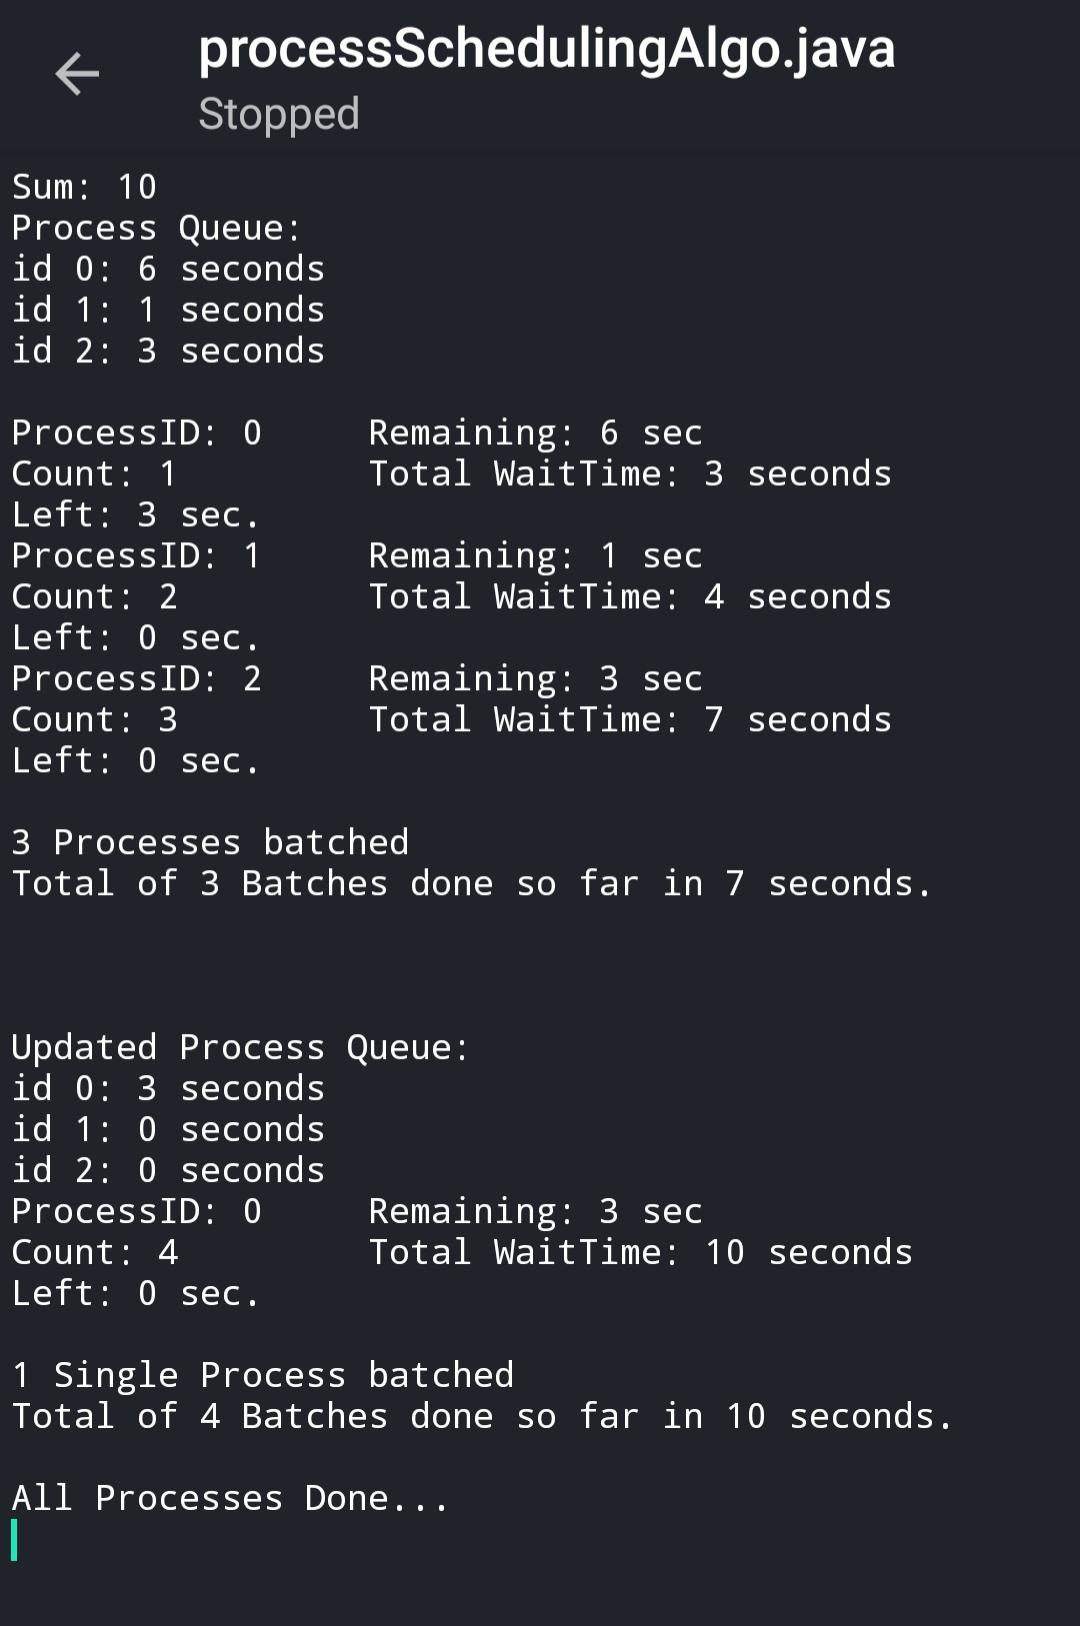 processSchedulingAlgo.java
Stopped
Sum: 10
Process Queue:
id 0: 6 seconds
id 1: 1 seconds
id 2: 3 seconds
ProcessID: 0 Remaining: 6 sec
Count: 1 Total WaitTime: 3 seconds
Left: 3 sec.
ProcessID: 1 Remaining: 1 sec
Count: 2 Total WaitTime: 4 seconds
Left: 0 sec.
ProcessID: 2 Remaining: 3 sec
Count: 3 Total WaitTime: 7 seconds
Left: 0 sec.
3 Processes batched
Total of 3 Batches done so far in 7 seconds.
Updated Process Queue:
id 0: 3 seconds
id 1: 0 seconds
id 2: 0 seconds
ProcessID: 0 Remaining: 3 sec
Count: 4 Total WaitTime: 10 seconds
Left: 0 sec.
1 Single Process batched
Total of 4 Batches done so far in 10 seconds.
All Processes Done...